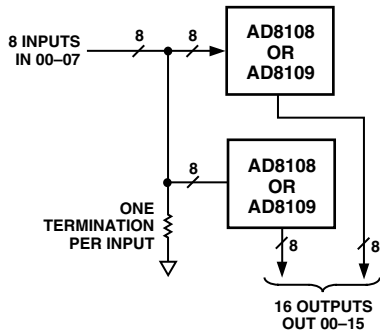 8 INPUTS
IN 00–07
8
8
AD8108
OR
AD8109
8
AD8108
OR
AD8109
ONE
TERMINATION
PER INPUT
8
8
16 OUTPUTS
OUT 00–15